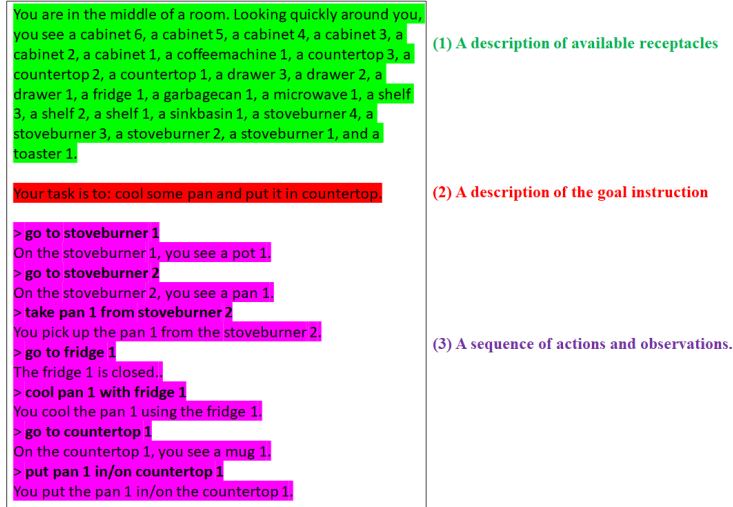 You are in the middle of a room. Looking quickly around you,
you see a cabinet 6, a cabinet 5, a cabinet 4, a cabinet 3, a
cabinet 2, a cabinet 1, a coffeemachine 1, a countertop 3, a
countertop 2, a countertop 1, a drawer 3, a drawer 2, a
drawer 1, a fridge 1, a garbagecan 1, a microwave 1, a shelf
3, a shelf 2, a shelf 1, a sinkbasin 1, a stoveburner 4, a
stoveburner 3, a stoveburner 2, a stoveburner 1, and a
toaster 1.
(1) A description of available receptacles
Your task is to: cool some pan and put it in countertop.
(2) A description of the goal instruction
> go to stoveburner 1
On the stoveburner 1, you see a pot 1.
> go to stoveburner 2
On the stoveburner 2, you see a pan 1.
> take pan 1 from stoveburner 2
You pick up the pan 1 from the stoveburner 2.
> go to fridge 1
The fridge 1 is closed..
> cool pan 1 with fridge 1
You cool the pan 1 using the fridge 1.
> go to countertop 1
On the countertop 1, you see a mug 1.
> put pan 1 in/on countertop 1
You put the pan 1 in/on the countertop 1.
(3) A sequence of actions and observations.